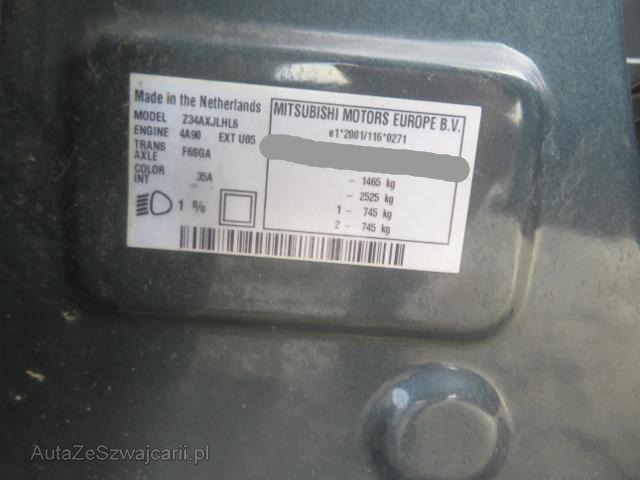 Made in the Netherlands
MODEL Z34AXJLHL6
ENGINE 4A90 EXT U05
TRANS AXLE F6SGA
COLOR INT 35A
1 %
MITSUBISHI MOTORS EUROPE B.V.
e1*2001/116*0271
- 1465 kg
- 2525 kg
1 - 745 kg
2 - 745 kg
AutaZeSzwajcarii.pl